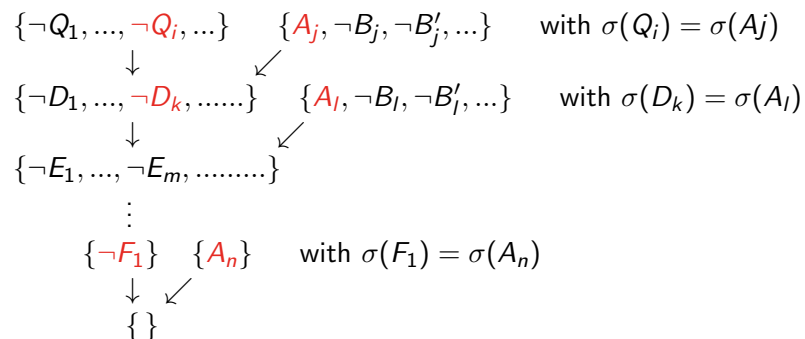 {¬Q₁, ..., ¬Qᵢ, ...} {Aⱼ, ¬Bⱼ, ¬B′ⱼ, ...} with σ(Qᵢ) = σ(Aj)
↓ ↙
{¬D₁, ..., ¬Dₖ, ......} {Aₗ, ¬Bₗ, ¬B′ₗ, ...} with σ(Dₖ) = σ(Aₗ)
↓ ↙
{¬E₁, ..., ¬Eₘ, .........}
⋮
{¬F₁} {Aₙ} with σ(F₁) = σ(Aₙ)
↓ ↙
{ }